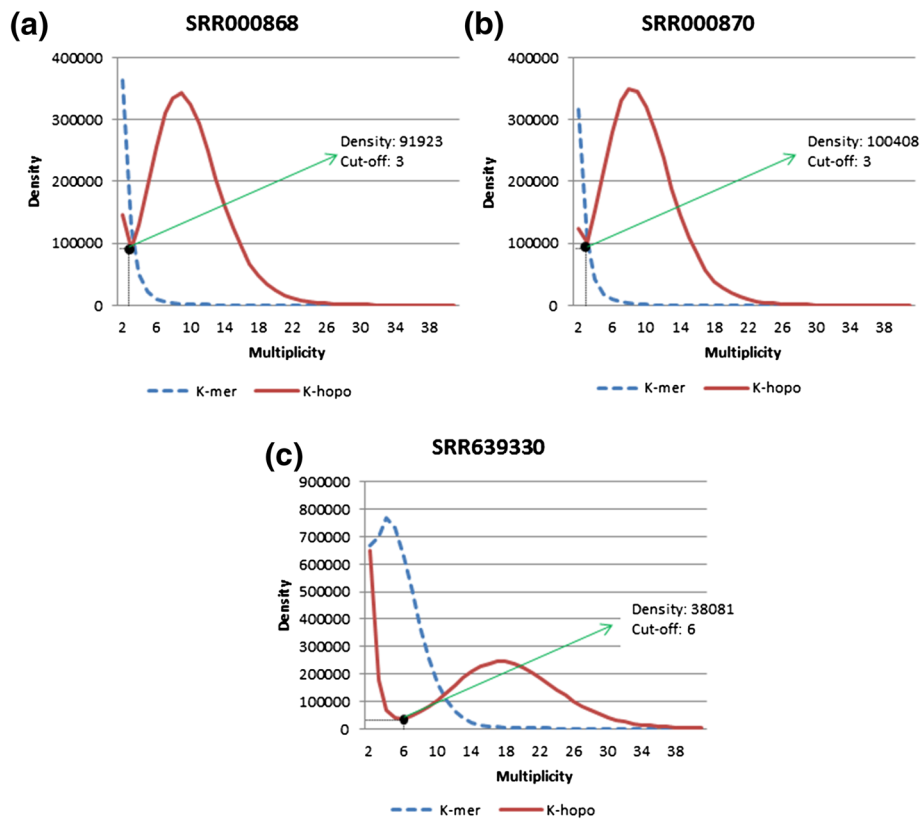 (a)
SRR000868
400000
300000
200000
100000
0
Density
Density: 91923
Cut-off: 3
2 6 10 14 18 22 26 30 34 38
Multiplicity
K-mer K-hopo
(b)
SRR000870
400000
300000
200000
100000
0
Density
Density: 100408
Cut-off: 3
2 6 10 14 18 22 26 30 34 38
Multiplicity
K-mer K-hopo
(c)
SRR639330
900000
800000
700000
600000
500000
400000
300000
200000
100000
0
Density
Density: 38081
Cut-off: 6
2 6 10 14 18 22 26 30 34 38
Multiplicity
K-mer K-hopo